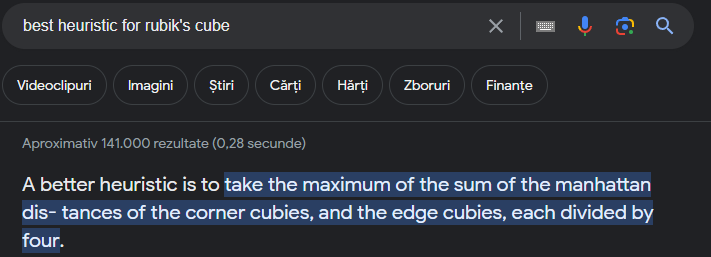 best heuristic for rubik's cube
Videoclipuri Imagini Știri Cărți Hărți Zboruri Finanțe
Aproximativ 141.000 rezultate (0,28 secunde)
A better heuristic is to take the maximum of the sum of the manhattan
dis- tances of the corner cubies, and the edge cubies, each divided by
four.